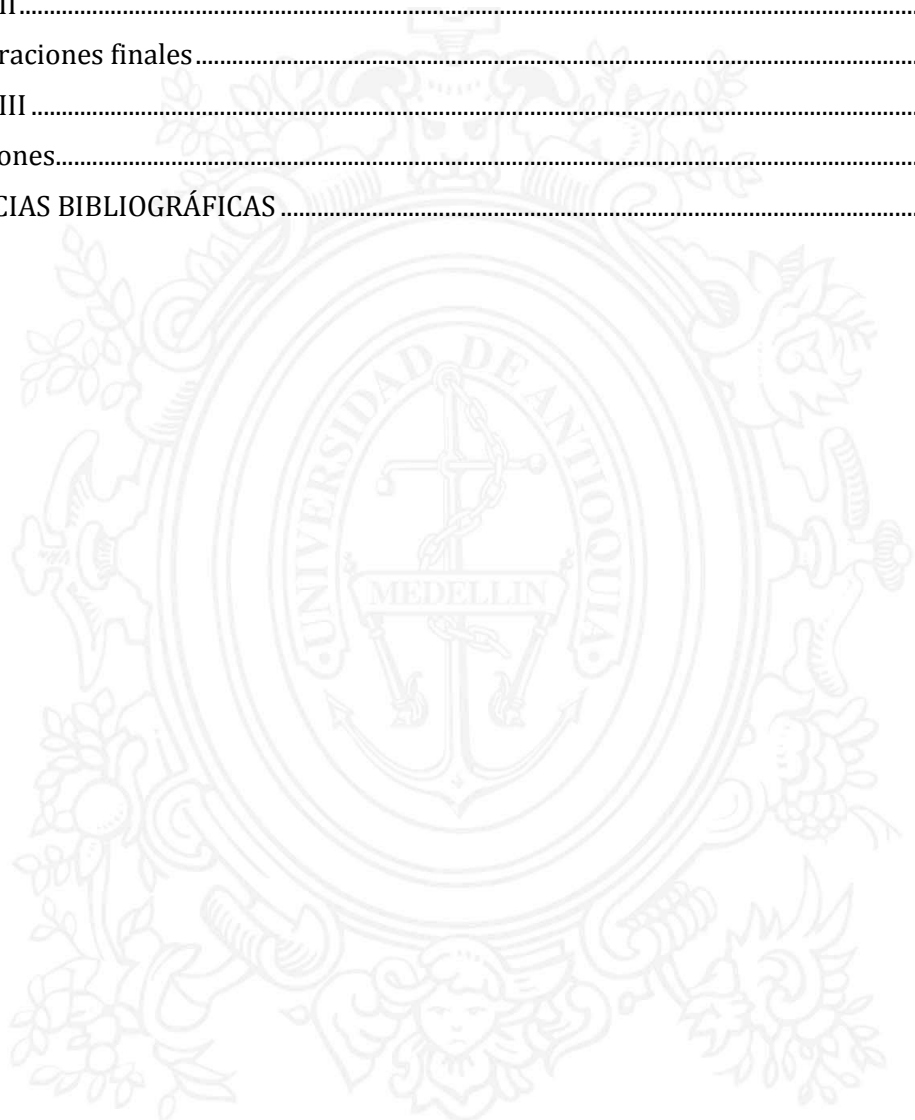 II
raciones finales
III
ones
CIAS BIBLIOGRÁFICAS
UNIVERSIDAD DE ANTIOQUIA
MEDELLIN